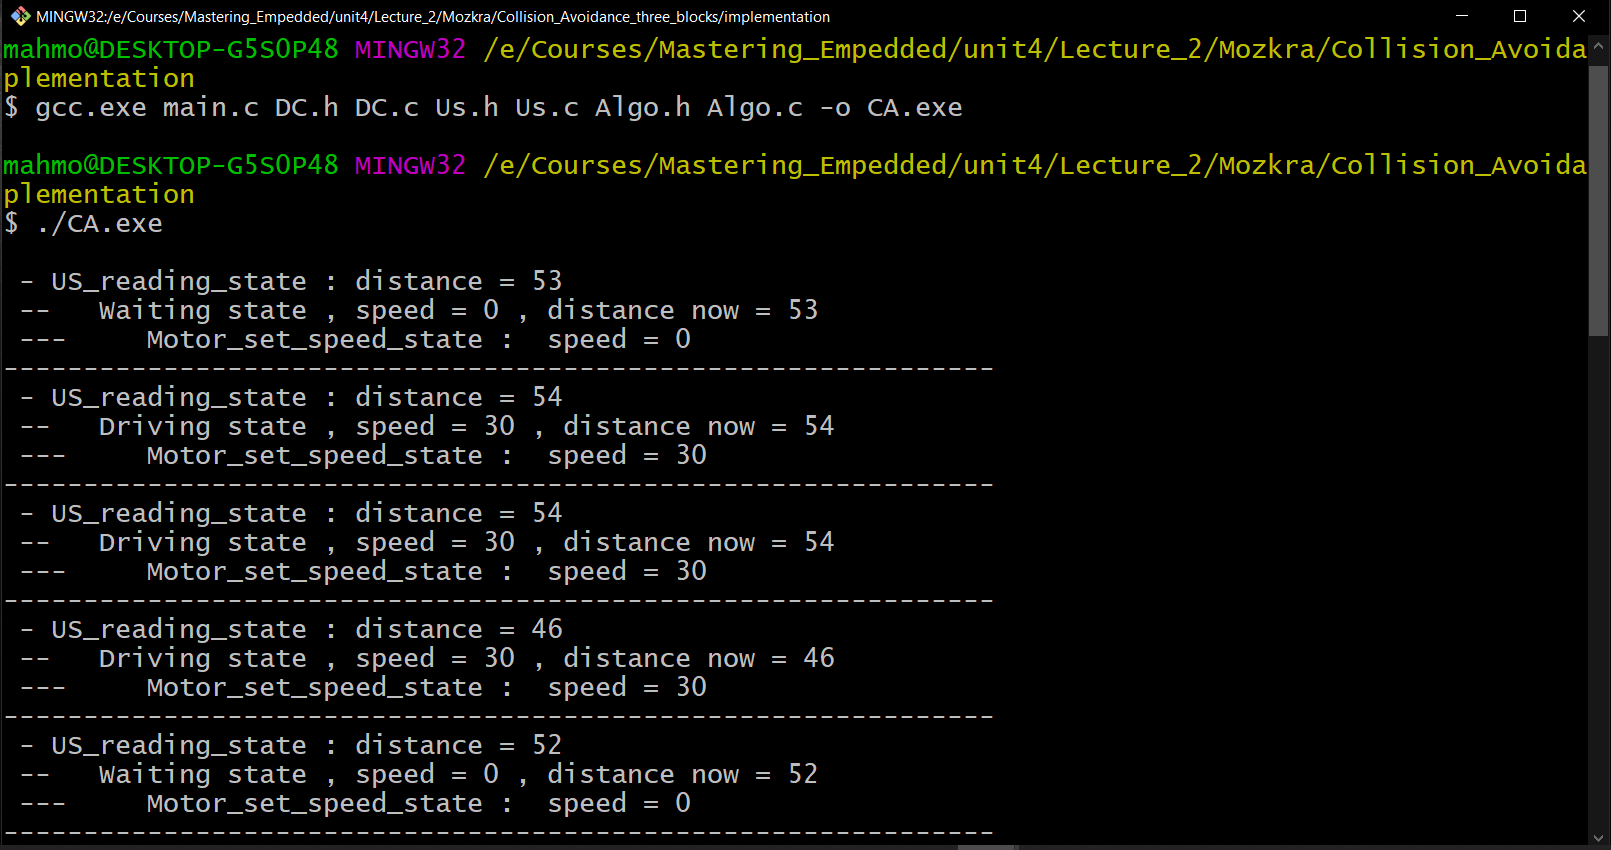 MINGW32:/e/Courses/Mastering_Empedded/unit4/Lecture_2/Mozkra/Collision_Avoidance_three_blocks/implementation
mahmo@DESKTOP-G5S0P48 MINGW32 /e/Courses/Mastering_Empedded/unit4/Lecture_2/Mozkra/Collision_Avoida
plementation
$ gcc.exe main.c DC.h DC.c Us.h Us.c Algo.h Algo.c -o CA.exe
mahmo@DESKTOP-G5S0P48 MINGW32 /e/Courses/Mastering_Empedded/unit4/Lecture_2/Mozkra/Collision_Avoida
plementation
$ ./CA.exe
- US_reading_state : distance = 53
--   Waiting state , speed = 0 , distance now = 53
---     Motor_set_speed_state :  speed = 0
--------------------------------------------------------------
- US_reading_state : distance = 54
--   Driving state , speed = 30 , distance now = 54
---     Motor_set_speed_state :  speed = 30
--------------------------------------------------------------
- US_reading_state : distance = 54
--   Driving state , speed = 30 , distance now = 54
---     Motor_set_speed_state :  speed = 30
--------------------------------------------------------------
- US_reading_state : distance = 46
--   Driving state , speed = 30 , distance now = 46
---     Motor_set_speed_state :  speed = 30
--------------------------------------------------------------
- US_reading_state : distance = 52
--   Waiting state , speed = 0 , distance now = 52
---     Motor_set_speed_state :  speed = 0
--------------------------------------------------------------